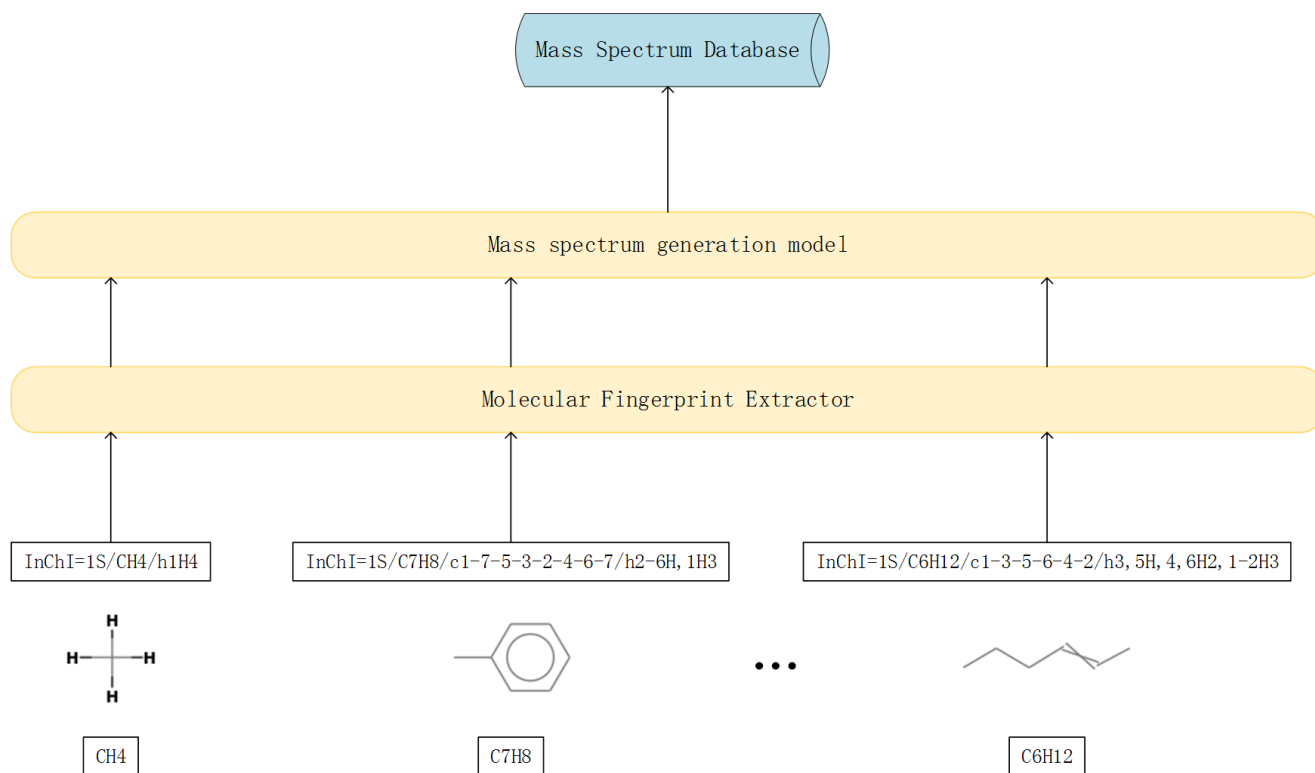 Mass Spectrum Database
Mass spectrum generation model
Molecular Fingerprint Extractor
InChI=1S/CH4/h1H4
InChI=1S/C7H8/c1-7-5-3-2-4-6-7/h2-6H,1H3
InChI=1S/C6H12/c1-3-5-6-4-2/h3,5H,4,6H2,1-2H3
H
H H
H
...
CH4
C7H8
C6H12